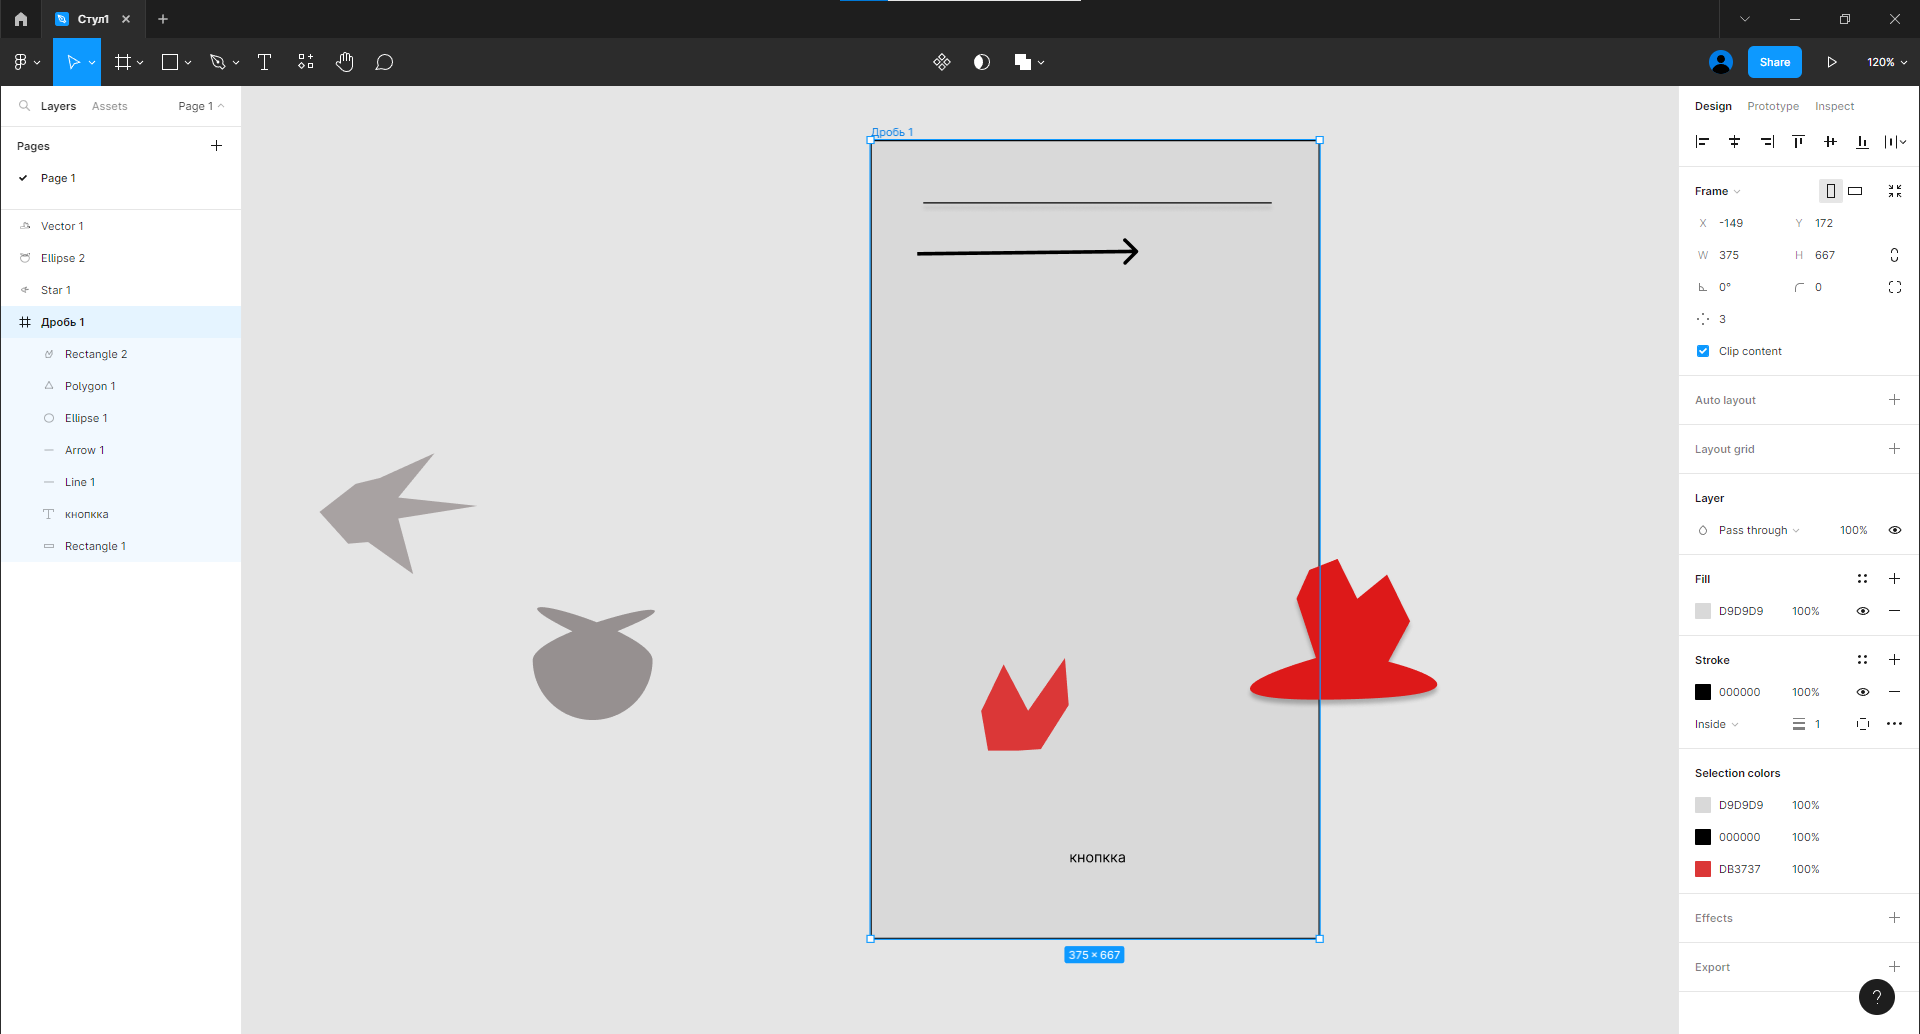 Стул1
Share
120%
Layers Assets Page 1
Pages
Page 1
Vector 1
Ellipse 2
Star 1
Дробь 1
Rectangle 2
Polygon 1
Ellipse 1
Arrow 1
Line 1
кнопкка
Rectangle 1
Дробь 1
кнопкка
375 × 667
Design Prototype Inspect
Frame
X -149 Y 172
W 375 H 667
0° 0
3
Clip content
Auto layout
Layout grid
Layer
Pass through 100%
Fill
D9D9D9 100%
Stroke
000000 100%
Inside 1
Selection colors
D9D9D9 100%
000000 100%
DB3737 100%
Effects
Export
?